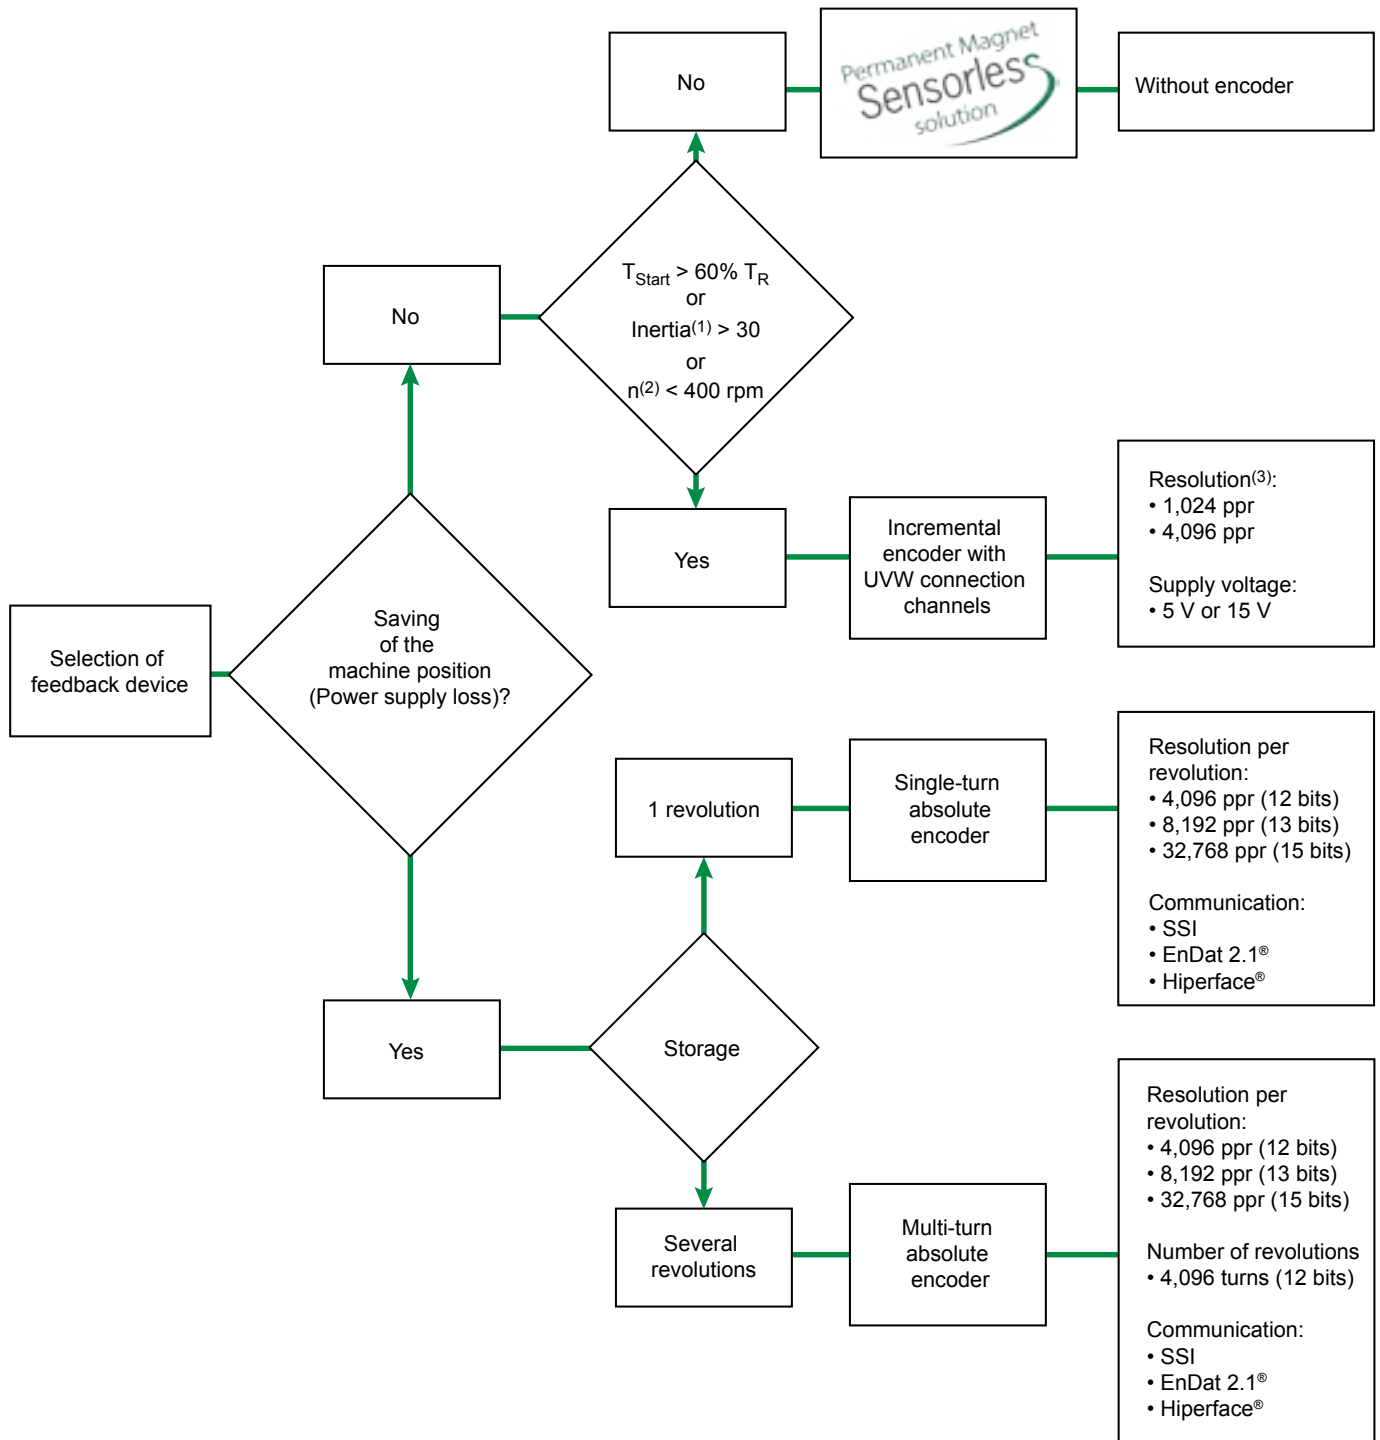 No
Permanent Magnet
Sensorless
solution
Without encoder
T_Start > 60% T_R
or
Inertia(1) > 30
or
n(2) < 400 rpm
No
Yes
Incremental
encoder with
UVW connection
channels
Resolution(3):
• 1,024 ppr
• 4,096 ppr
Supply voltage:
• 5 V or 15 V
Selection of
feedback device
Saving
of the
machine position
(Power supply loss)?
1 revolution
Single-turn
absolute
encoder
Resolution per
revolution:
• 4,096 ppr (12 bits)
• 8,192 ppr (13 bits)
• 32,768 ppr (15 bits)
Communication:
• SSI
• EnDat 2.1®
• Hiperface®
Yes
Storage
Several
revolutions
Multi-turn
absolute
encoder
Resolution per
revolution:
• 4,096 ppr (12 bits)
• 8,192 ppr (13 bits)
• 32,768 ppr (15 bits)
Number of revolutions
• 4,096 turns (12 bits)
Communication:
• SSI
• EnDat 2.1®
• Hiperface®